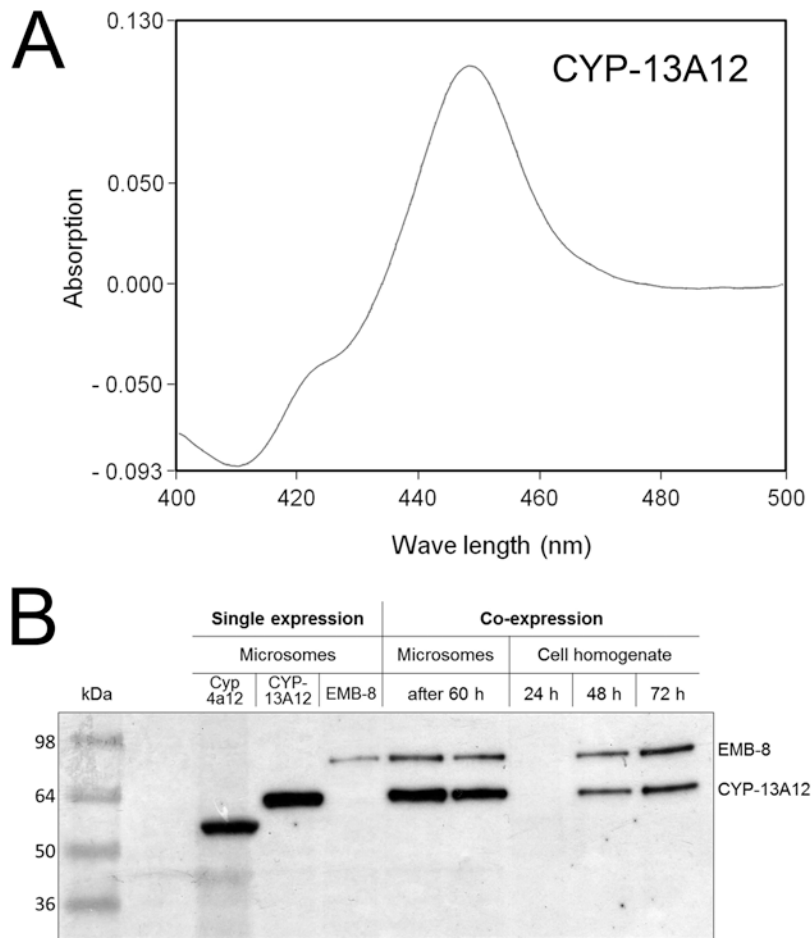 A
CYP-13A12
0.130
0.050
0.000
- 0.050
- 0.093
Absorption
400 420 440 460 480 500
Wave length (nm)
B
Single expression Co-expression
Microsomes Microsomes Cell homogenate
kDa Cyp 4a12 CYP-13A12 EMB-8 after 60 h 24 h 48 h 72 h
98 EMB-8
64 CYP-13A12
50
36